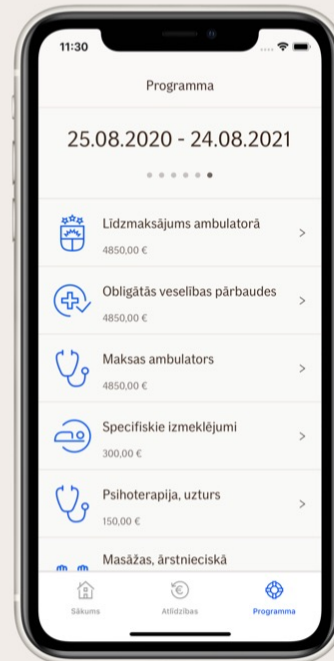 11:30
Programma
25.08.2020 - 24.08.2021
Līdzmaksājums ambulatorā
4850,00 €
Obligātās veselības pārbaudes
4850,00 €
Maksas ambulators
4850,00 €
Specifiskie izmeklējumi
300,00 €
Psihoterapija, uzturs
150,00 €
Masāžas, ārstnieciskā
Sākums
Atlīdzības
Programma